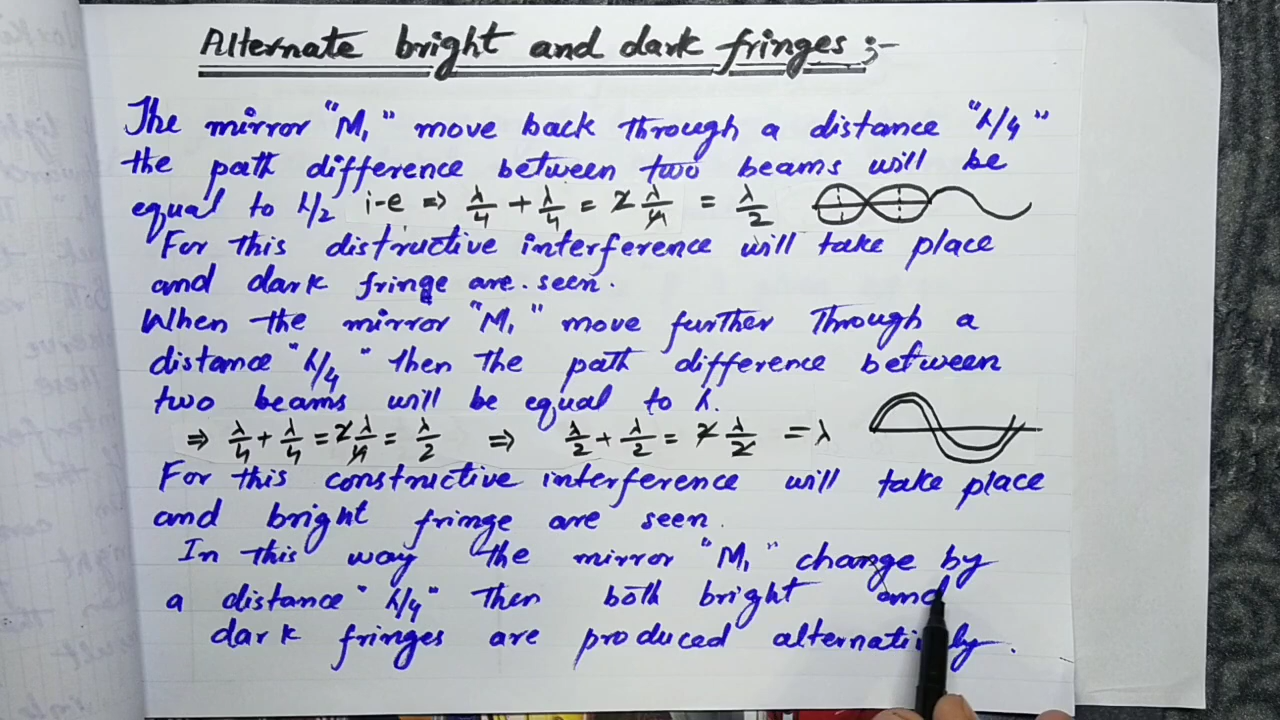 Alternate bright and dark fringes :-
The mirror "M₁" move back through a distance "λ/4"
the path difference between two beams will be
equal to λ/2 i-e ⇒ λ/4 + λ/4 = 2 λ/4 = λ/2
For this distructive interference will take place
and dark fringe are seen.
When the mirror "M₁" move further Through a
distance "λ/4" then the path difference between
two beams will be equal to λ.
⇒ λ/4 + λ/4 = 2λ/4 = λ/2 ⇒ λ/2 + λ/2 = 2 λ/2 = λ
For this constructive interference will take place
and bright fringe are seen.
In this way the mirror "M₁" change by
a distance "λ/4" Then both bright and
dark fringes are produced